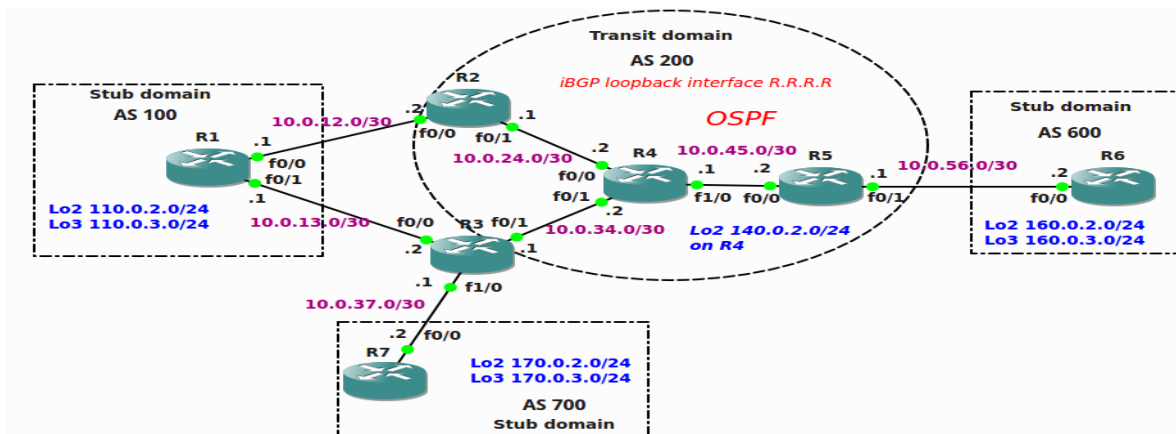 Transit domain
AS 200
iBGP loopback interface R.R.R.R
OSPF
Stub domain
AS 100
R1
.1
f0/0
f0/1
.1
Lo2 110.0.2.0/24
Lo3 110.0.3.0/24
10.0.12.0/30
10.0.13.0/30
R2
.2
f0/0
.1
f0/1
10.0.24.0/30
R4
.2
f0/0
f0/1
.2
.1
f1/0
10.0.45.0/30
R5
.2
f0/0
.1
f0/1
10.0.34.0/30
Lo2 140.0.2.0/24
on R4
f0/0
.2
R3
f0/1
.1
.1
f1/0
10.0.56.0/30
Stub domain
AS 600
R6
.2
f0/0
Lo2 160.0.2.0/24
Lo3 160.0.3.0/24
10.0.37.0/30
.2
f0/0
R7
Lo2 170.0.2.0/24
Lo3 170.0.3.0/24
AS 700
Stub domain